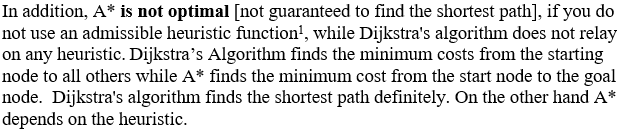 In addition, A* is not optimal [not guaranteed to find the shortest path], if you do
not use an admissible heuristic function¹, while Dijkstra's algorithm does not relay
on any heuristic. Dijkstra’s Algorithm finds the minimum costs from the starting
node to all others while A* finds the minimum cost from the start node to the goal
node.  Dijkstra's algorithm finds the shortest path definitely. On the other hand A*
depends on the heuristic.